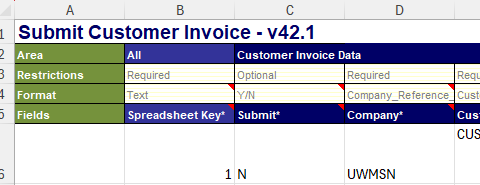 A B C D
1 Submit Customer Invoice - v42.1
2 Area All Customer Invoice Data
3 Restrictions Required Optional Required Requ
4 Format Text Y/N Company_Reference_ Custo
5 Fields Spreadsheet Key* Submit* Company* Cust
CUS
6 1 N UWMSN